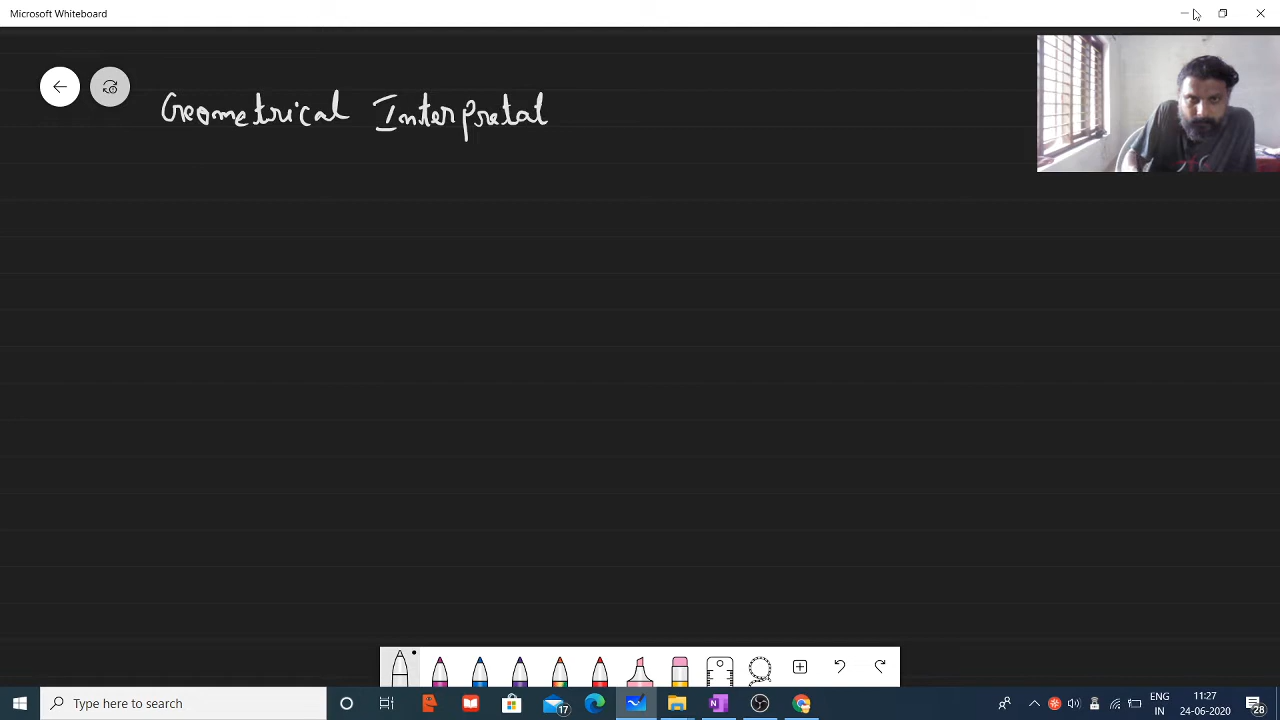 Microsoft Whiteboard
Geometrical Interpretat
Type here to search
17
ENG
IN
11:27
24-06-2020
28